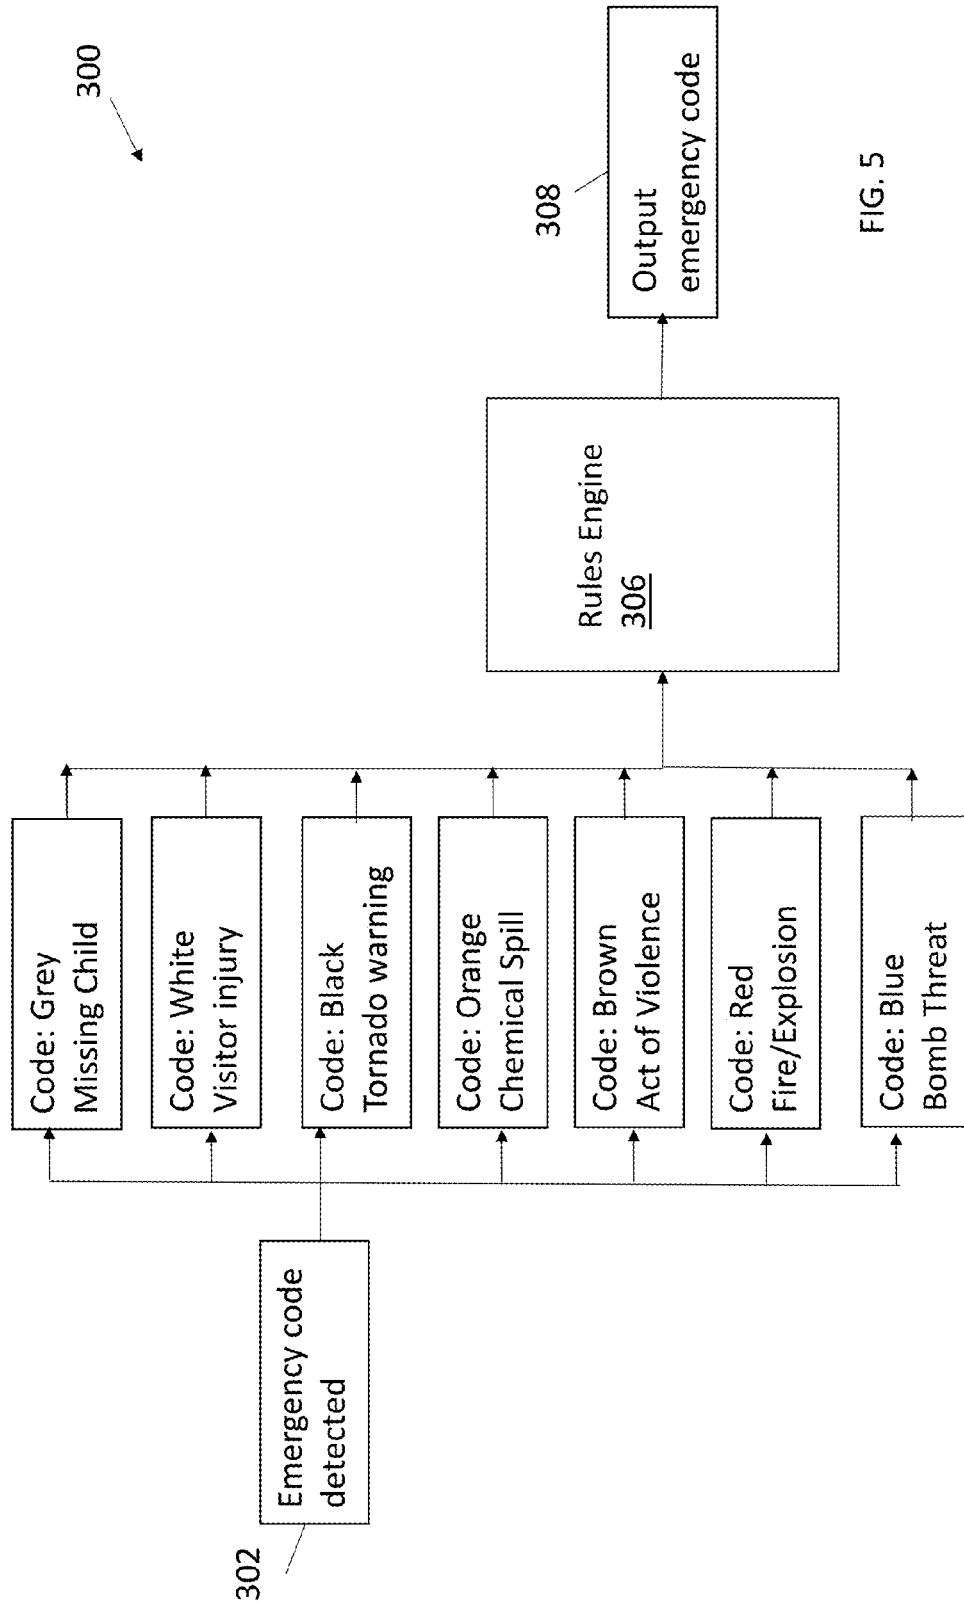 300
302
Emergency code
detected
Code: Grey
Missing Child
Code: White
Visitor injury
Code: Black
Tornado warning
Code: Orange
Chemical Spill
Code: Brown
Act of Violence
Code: Red
Fire/Explosion
Code: Blue
Bomb Threat
Rules Engine
306
308
Output
emergency code
FIG. 5